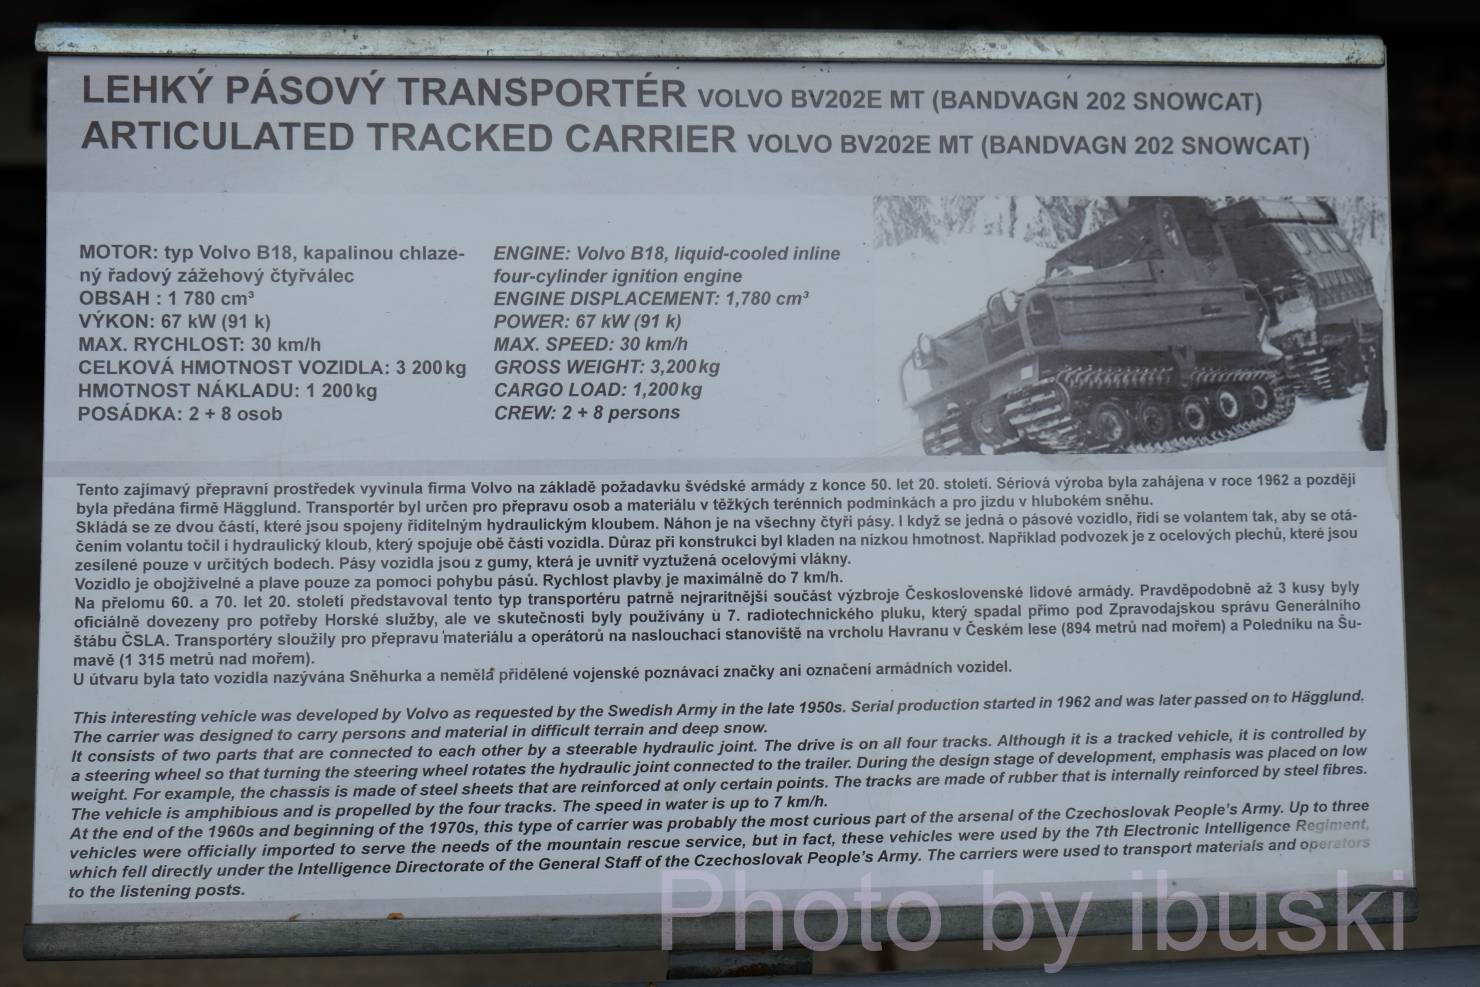 LEHKÝ PÁSOVÝ TRANSPORTÉR VOLVO BV202E MT (BANDVAGN 202 SNOWCAT)
ARTICULATED TRACKED CARRIER VOLVO BV202E MT (BANDVAGN 202 SNOWCAT)
MOTOR: typ Volvo B18, kapalinou chlaze-
ný řadový zážehový čtyřválec
OBSAH : 1 780 cm³
VÝKON: 67 kW (91 k)
MAX. RYCHLOST: 30 km/h
CELKOVÁ HMOTNOST VOZIDLA: 3 200 kg
HMOTNOST NÁKLADU: 1 200 kg
POSÁDKA: 2 + 8 osob
ENGINE: Volvo B18, liquid-cooled inline
four-cylinder ignition engine
ENGINE DISPLACEMENT: 1,780 cm³
POWER: 67 kW (91 k)
MAX. SPEED: 30 km/h
GROSS WEIGHT: 3,200 kg
CARGO LOAD: 1,200 kg
CREW: 2 + 8 persons
Tento zajímavý přepravní prostředek vyvinula firma Volvo na základě požadavku švédské armády z konce 50. let 20. století. Sériová výroba byla zahájena v roce 1962 a později
byla předána firmě Hägglund. Transportér byl určen pro přepravu osob a materiálu v těžkých terénních podmínkách a pro jízdu v hlubokém sněhu.
Skládá se ze dvou částí, které jsou spojeny říditelným hydraulickým kloubem. Náhon je na všechny čtyři pásy. I když se jedná o pásové vozidlo, řídí se volantem tak, aby se otá-
čením volantu točil i hydraulický kloub, který spojuje obě části vozidla. Důraz při konstrukci byl kladen na nízkou hmotnost. Například podvozek je z ocelových plechů, které jsou
zesílené pouze v určitých bodech. Pásy vozidla jsou z gumy, která je uvnitř vyztužená ocelovými vlákny.
Vozidlo je obojživelné a plave pouze za pomoci pohybu pásů. Rychlost plavby je maximálně do 7 km/h.
Na přelomu 60. a 70. let 20. století představoval tento typ transportéru patrně nejraritnější součást výzbroje Československé lidové armády. Pravděpodobně až 3 kusy byly
oficiálně dovezeny pro potřeby Horské služby, ale ve skutečnosti byly používány u 7. radiotechnického pluku, který spadal přímo pod Zpravodajskou správu Generálního
štábu ČSLA. Transportéry sloužily pro přepravu materiálu a operátorů na naslouchací stanoviště na vrcholu Havranu v Českém lese (894 metrů nad mořem) a Poledníku na Šu-
mavě (1 315 metrů nad mořem).
U útvaru byla tato vozidla nazývána Sněhurka a neměla přidělené vojenské poznávací značky ani označení armádních vozidel.
This interesting vehicle was developed by Volvo as requested by the Swedish Army in the late 1950s. Serial production started in 1962 and was later passed on to Hägglund.
The carrier was designed to carry persons and material in difficult terrain and deep snow.
It consists of two parts that are connected to each other by a steerable hydraulic joint. The drive is on all four tracks. Although it is a tracked vehicle, it is controlled by
a steering wheel so that turning the steering wheel rotates the hydraulic joint connected to the trailer. During the design stage of development, emphasis was placed on low
weight. For example, the chassis is made of steel sheets that are reinforced at only certain points. The tracks are made of rubber that is internally reinforced by steel fibres.
The vehicle is amphibious and is propelled by the four tracks. The speed in water is up to 7 km/h.
At the end of the 1960s and beginning of the 1970s, this type of carrier was probably the most curious part of the arsenal of the Czechoslovak People's Army. Up to three
vehicles were officially imported to serve the needs of the mountain rescue service, but in fact, these vehicles were used by the 7th Electronic Intelligence Regiment,
which fell directly under the Intelligence Directorate of the General Staff of the Czechoslovak People's Army. The carriers were used to transport materials and operators
to the listening posts.
Photo by ibuski